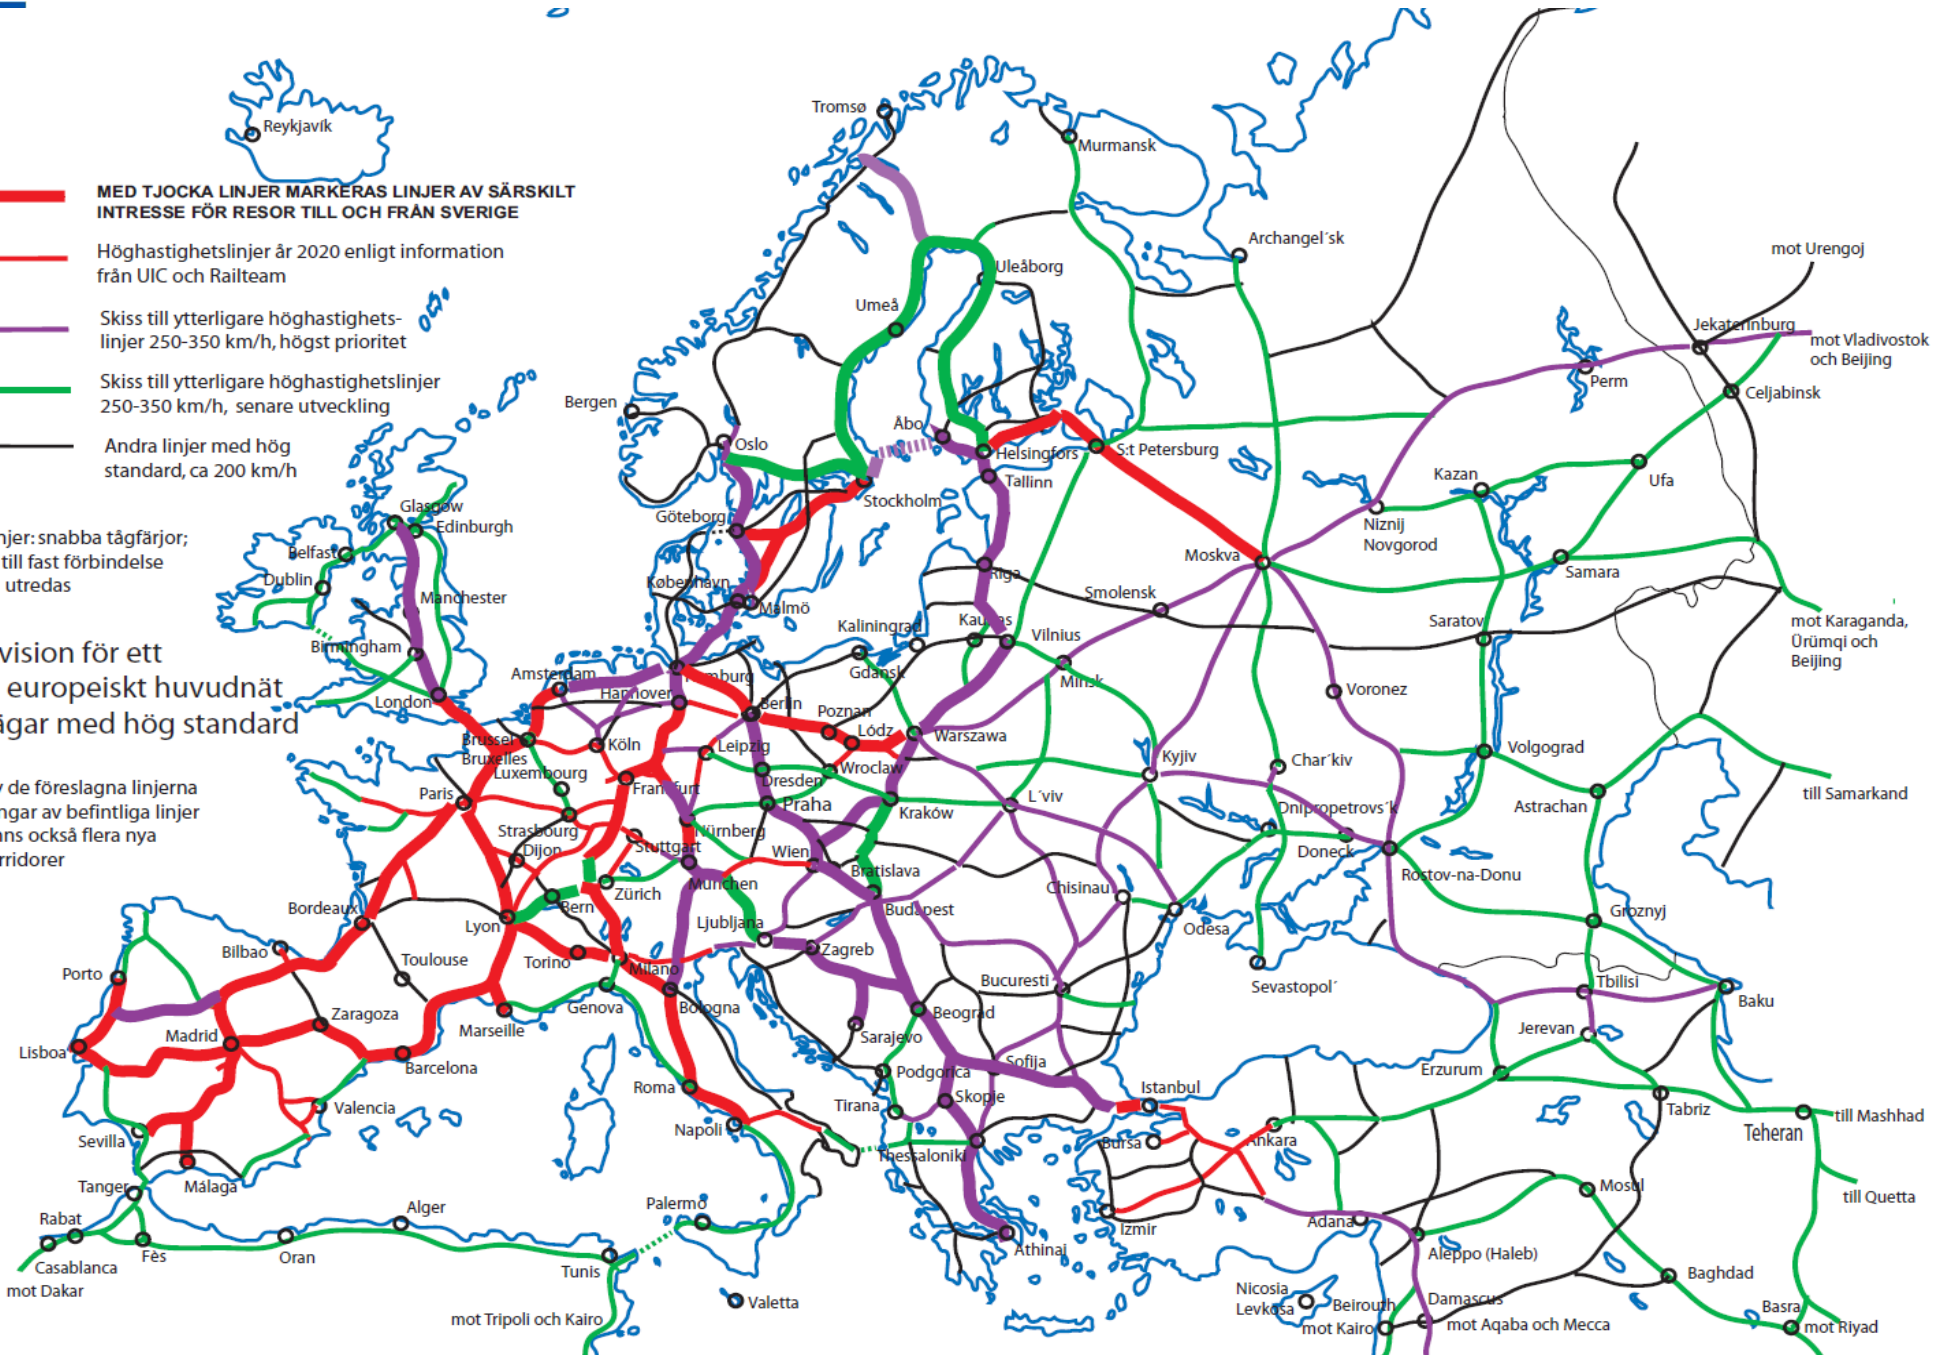 MED TJOCKA LINJER MARKERAS LINJER AV SÄRSKILT
INTRESSE FÖR RESOR TILL OCH FRÅN SVERIGE
Höghastighetslinjer år 2020 enligt information
från UIC och Railteam
Skiss till ytterligare höghastighets-
linjer 250-350 km/h, högst prioritet
Skiss till ytterligare höghastighetslinjer
250-350 km/h, senare utveckling
Andra linjer med hög
standard, ca 200 km/h
njer: snabba tågfärjor;
till fast förbindelse
utredas
vision för ett
europeiskt huvudnät
ägar med hög standard
v de föreslagna linjerna
ngar av befintliga linjer
ns också flera nya
rridorer
Reykjavík
Tromsø
Murmansk
Archangel´sk
mot Urengoj
Uleåborg
Umeå
Jekaterinburg
mot Vladivostok
och Beijing
Perm
Celjabinsk
Bergen
Oslo
Åbo
Helsingfors
S:t Petersburg
Tallinn
Stockholm
Kazan
Ufa
Niznij
Novgorod
Glasgow
Edinburgh
Göteborg
Belfast
Dublin
Manchester
Birmingham
London
København
Malmö
Riga
Moskva
Smolensk
Samara
Saratov
mot Karaganda,
Ürümqi och
Beijing
Kaliningrad
Kaunas
Vilnius
Gdansk
Minsk
Voronez
Amsterdam
Hamburg
Hannover
Berlin
Poznan
Lódz
Warszawa
Brussel
Bruxelles
Köln
Leipzig
Luxembourg
Dresden
Wroclaw
Kyjiv
Char´kiv
Volgograd
Paris
Frankfurt
Praha
Kraków
L´viv
Dnipropetrovs´k
Astrachan
till Samarkand
Strasbourg
Nürnberg
Dijon
Stuttgart
Wien
Bratislava
Doneck
Rostov-na-Donu
Zürich
München
Chisinau
Bern
Bordeaux
Lyon
Ljubljana
Budapest
Groznyj
Odesa
Bilbao
Zagreb
Toulouse
Torino
Milano
Porto
Bucuresti
Sevastopol´
Tbilisi
Baku
Genova
Bologna
Zaragoza
Marseille
Beograd
Madrid
Sarajevo
Jerevan
Lisboa
Barcelona
Sofija
Podgorica
Erzurum
Roma
Istanbul
Skopje
Tirana
Valencia
Tabriz
till Mashhad
Napoli
Teheran
Sevilla
Bursa
Ankara
Thessaloniki
Málaga
Tanger
Mosul
till Quetta
Palermo
Alger
Rabat
Izmir
Adana
Athinai
Fès
Oran
Aleppo (Haleb)
Casablanca
Tunis
Baghdad
mot Dakar
Nicosia
Levkosa
Valetta
Beirouth
Damascus
Basra
mot Tripoli och Kairo
mot Kairo
mot Aqaba och Mecca
mot Riyad